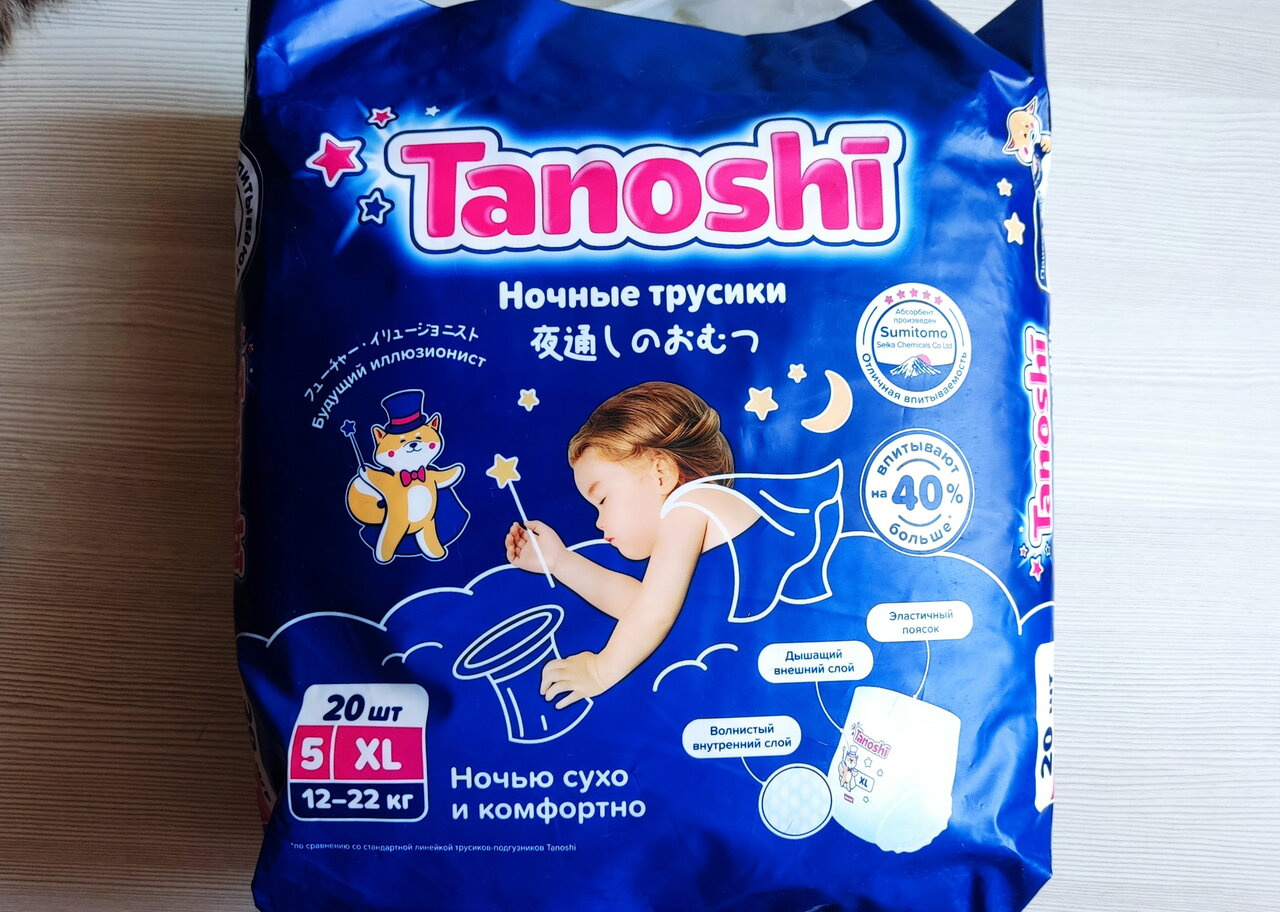 Tanoshi
Ночные трусики
夜通しのおむつ
フューチャー・イリュージョニスト
Будущий иллюзионист
Абсорбент
произведен
Sumitomo
Seika Chemicals Co Ltd
Отличная впитываемость
впитывают
на 40%
больше*
Эластичный
поясок
Дышащий
внешний слой
Волнистый
внутренний слой
Tanoshi
XL
20 шт
5 XL
12–22 кг
Ночью сухо
и комфортно
*по сравнению со стандартной линейкой трусиков-подгузников Tanoshi
Tanoshi
20 шт